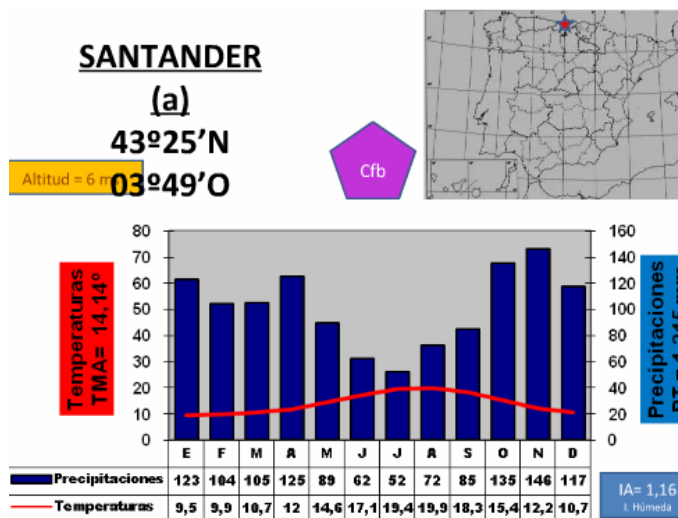 SANTANDER
(a)
43º25’N
03º49’O
Altitud = 6 ms
Cfb
Temperaturas
TMA= 14,14º
80 70 60 50 40 30 20 10 0
160 140 120 100 80 60 40 20 0
Precipitaciones
E F M A M J J A S O N D
Precipitaciones 123 104 105 125 89 62 52 72 85 135 146 117
Temperaturas 9,5 9,9 10,7 12 14,6 17,1 19,4 19,9 18,3 15,4 12,2 10,7
IA= 1,16
I. Húmeda